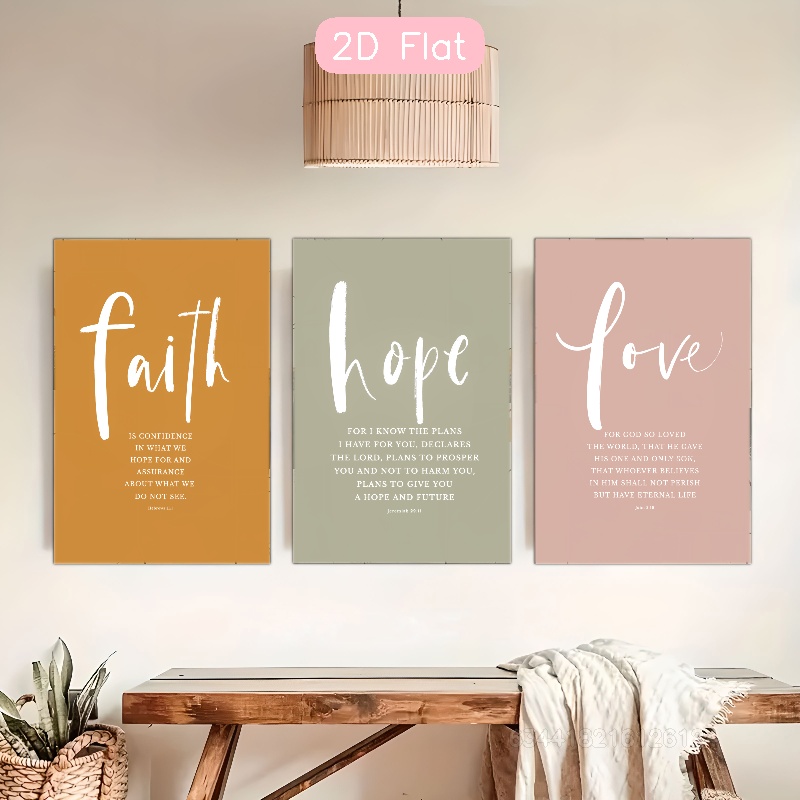 2D Flat
faith
IS CONFIDENCE
IN WHAT WE
HOPE FOR AND
ASSURANCE
ABOUT WHAT WE
DO NOT SEE.
hope
FOR I KNOW THE PLANS
I HAVE FOR YOU, DECLARES
THE LORD, PLANS TO PROSPER
YOU AND NOT TO HARM YOU,
PLANS TO GIVE YOU
A HOPE AND FUTURE
Jeremiah 29:11
love
FOR GOD SO LOVED
THE WORLD, THAT HE GAVE
HIS ONE AND ONLY SON,
THAT WHOEVER BELIEVES
IN HIM SHALL NOT PERISH
BUT HAVE ETERNAL LIFE